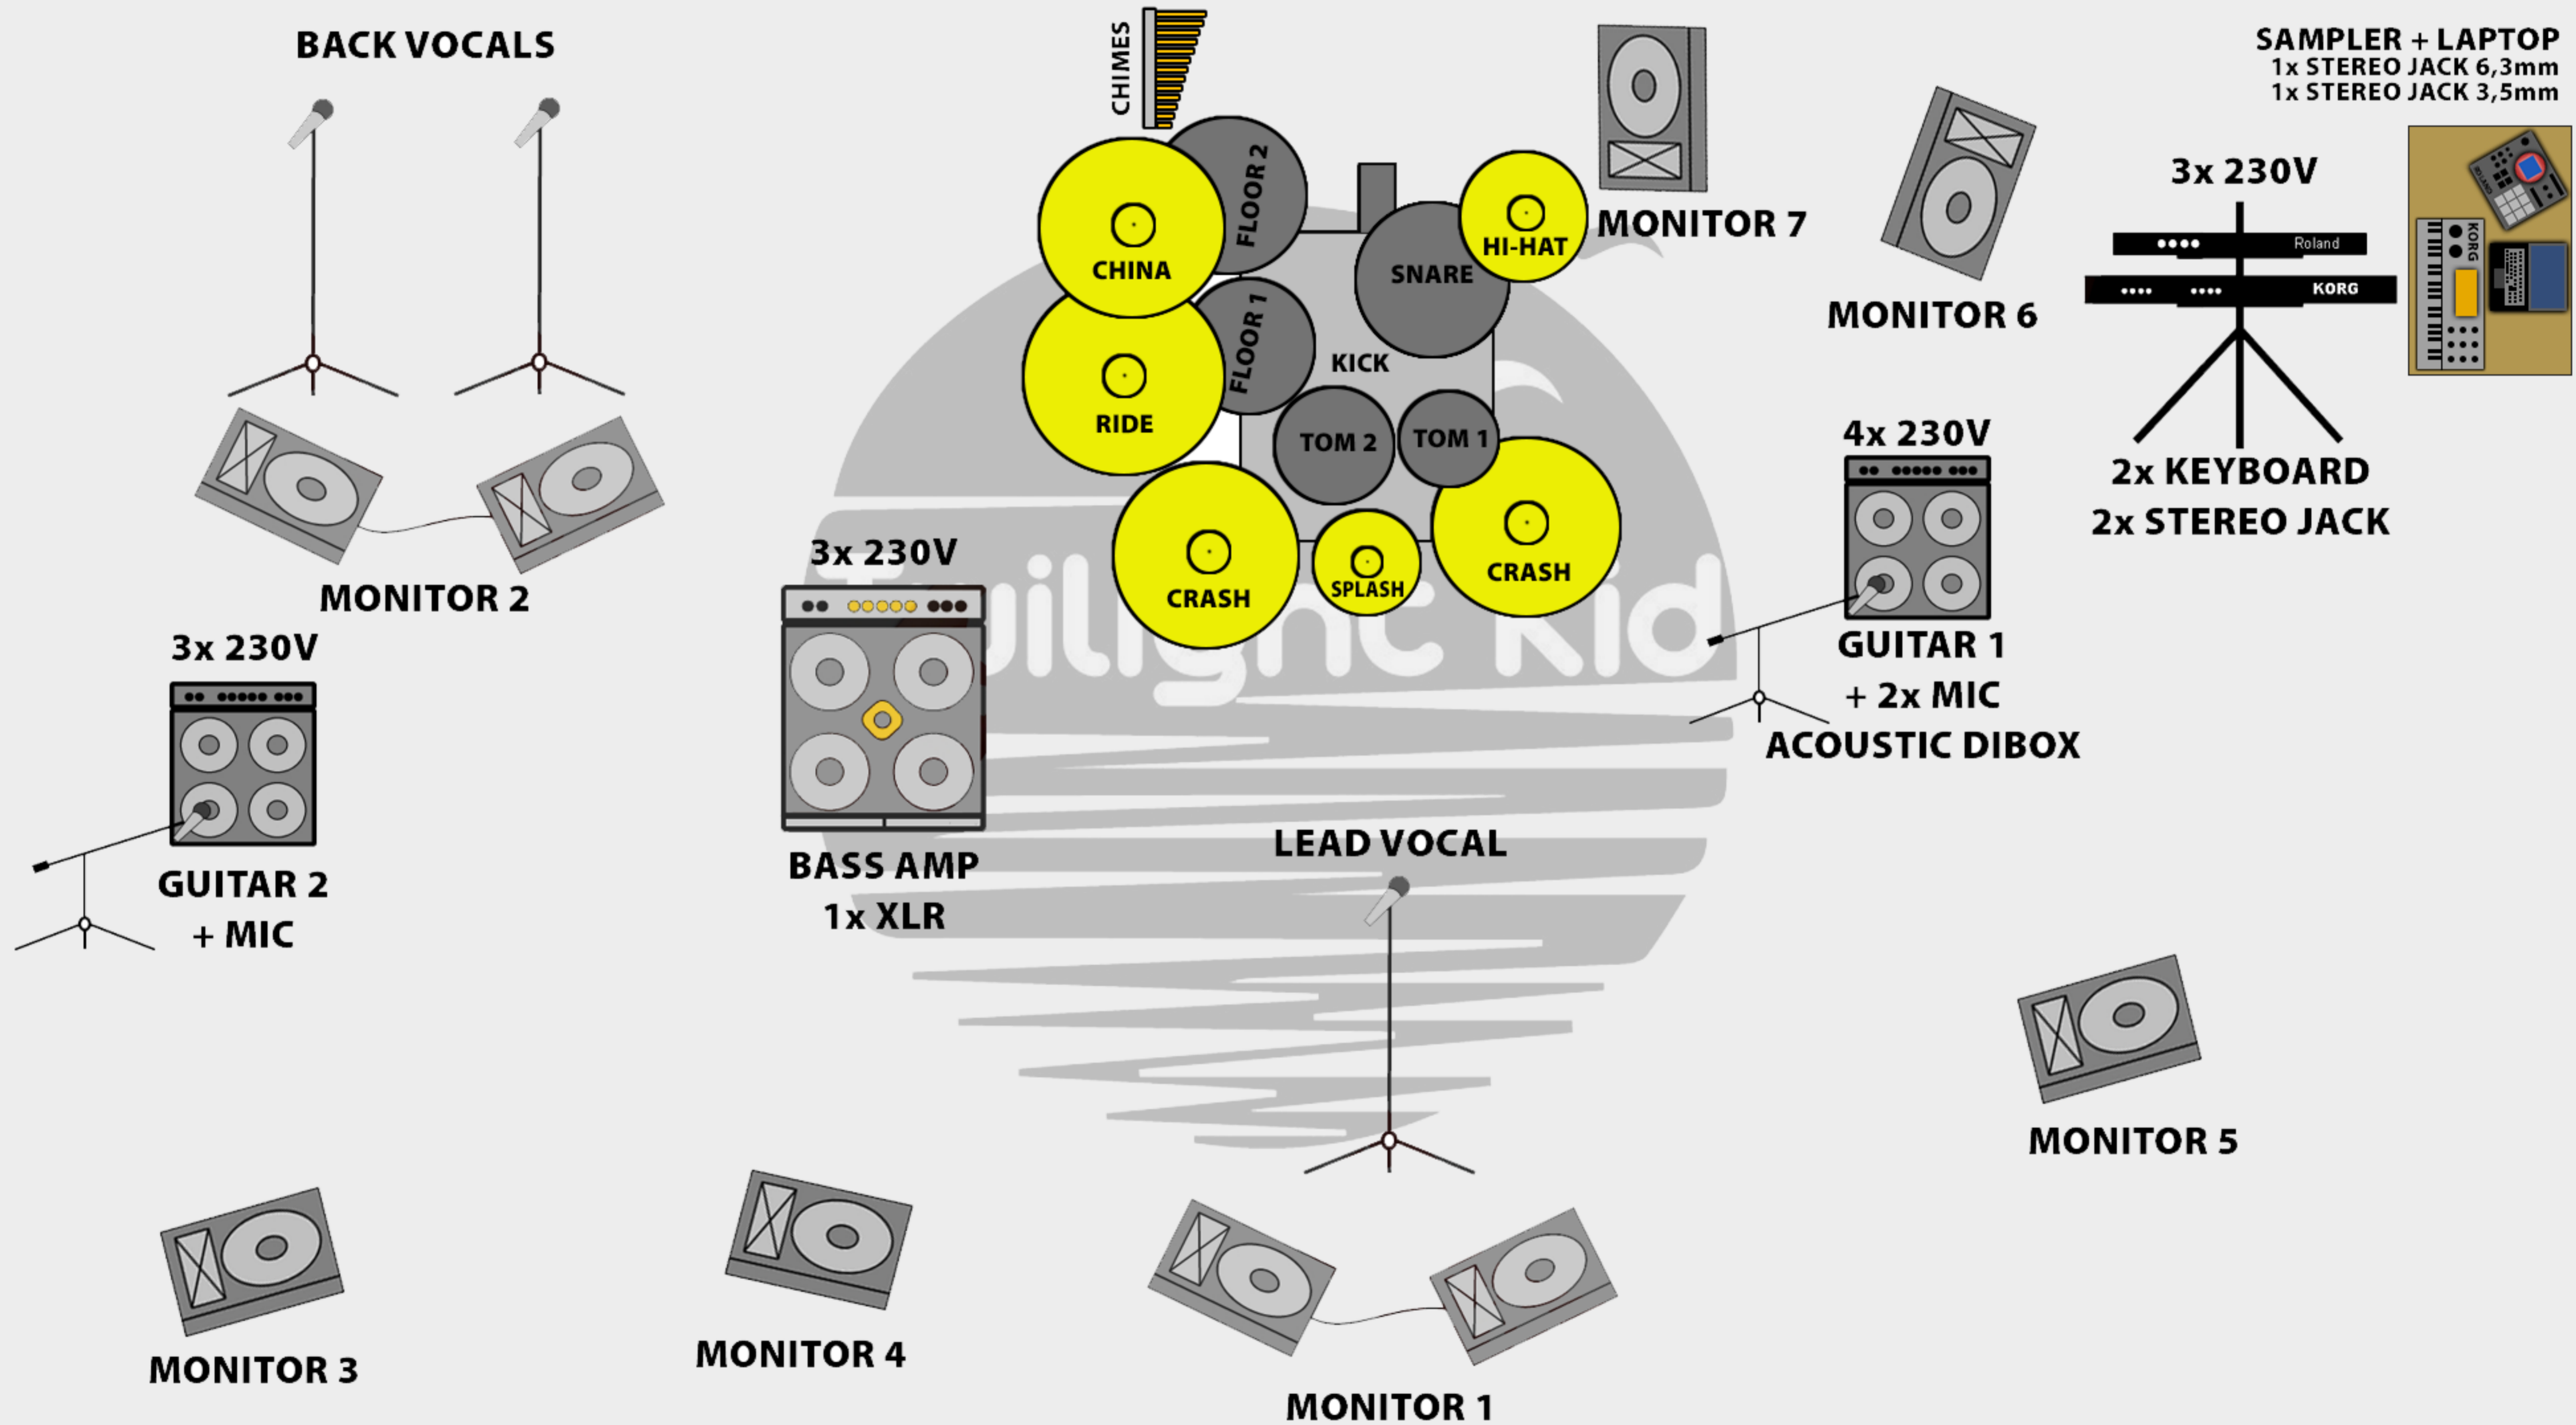 BACK VOCALS
CHIMES
SAMPLER + LAPTOP
1x STEREO JACK 6,3mm
1x STEREO JACK 3,5mm
FLOOR 2
CHINA
SNARE
HI-HAT
MONITOR 7
MONITOR 6
3x 230V
Roland
KORG
KORG
ROLAND
FLOOR 1
KICK
RIDE
TOM 2
TOM 1
CRASH
SPLASH
CRASH
4x 230V
2x KEYBOARD
2x STEREO JACK
MONITOR 2
3x 230V
Twilight Kid
3x 230V
GUITAR 1
+ 2x MIC
ACOUSTIC DIBOX
GUITAR 2
+ MIC
BASS AMP
1x XLR
LEAD VOCAL
MONITOR 5
MONITOR 3
MONITOR 4
MONITOR 1